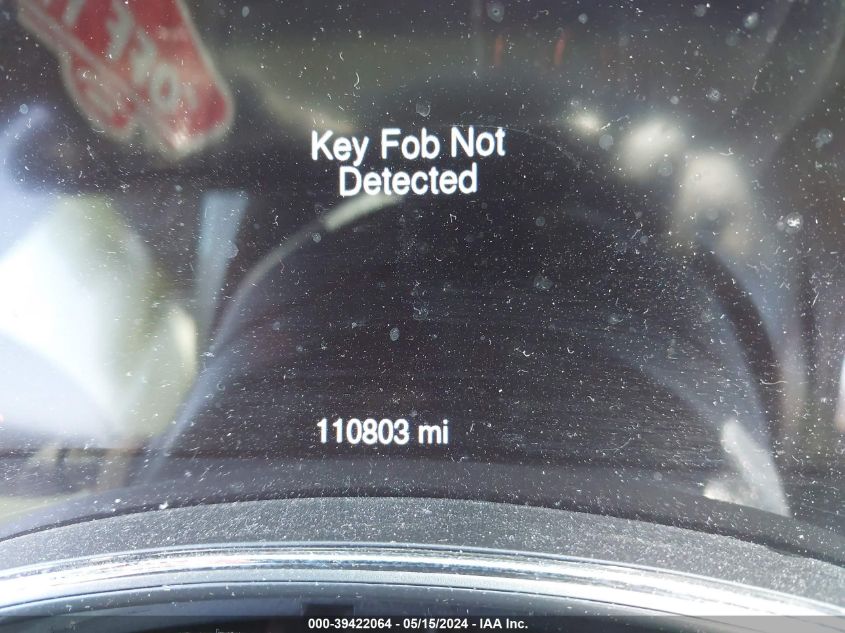 Key Fob Not
Detected
110803 mi
000-39422064 - 05/15/2024 - IAA Inc.